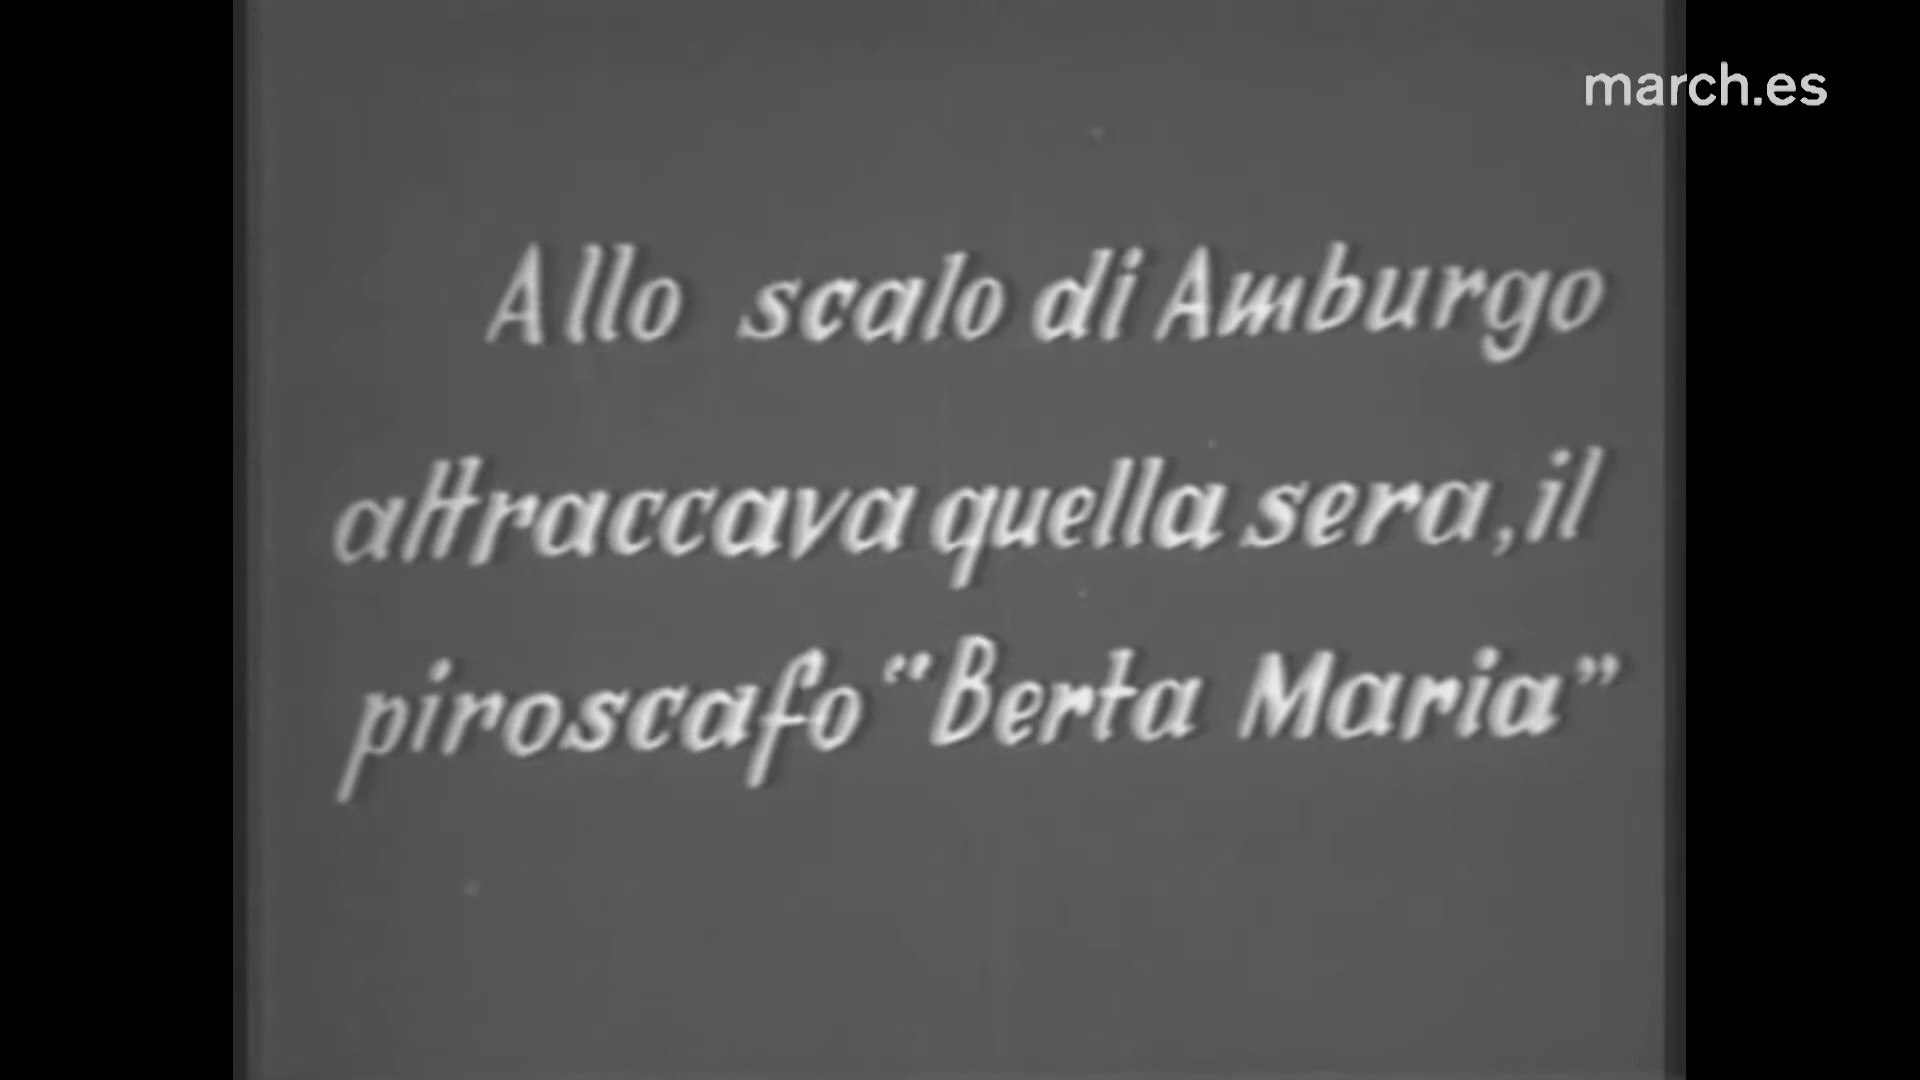 march.es
Allo scalo di Amburgo
attraccava quella sera, il
piroscafo "Berta Maria"